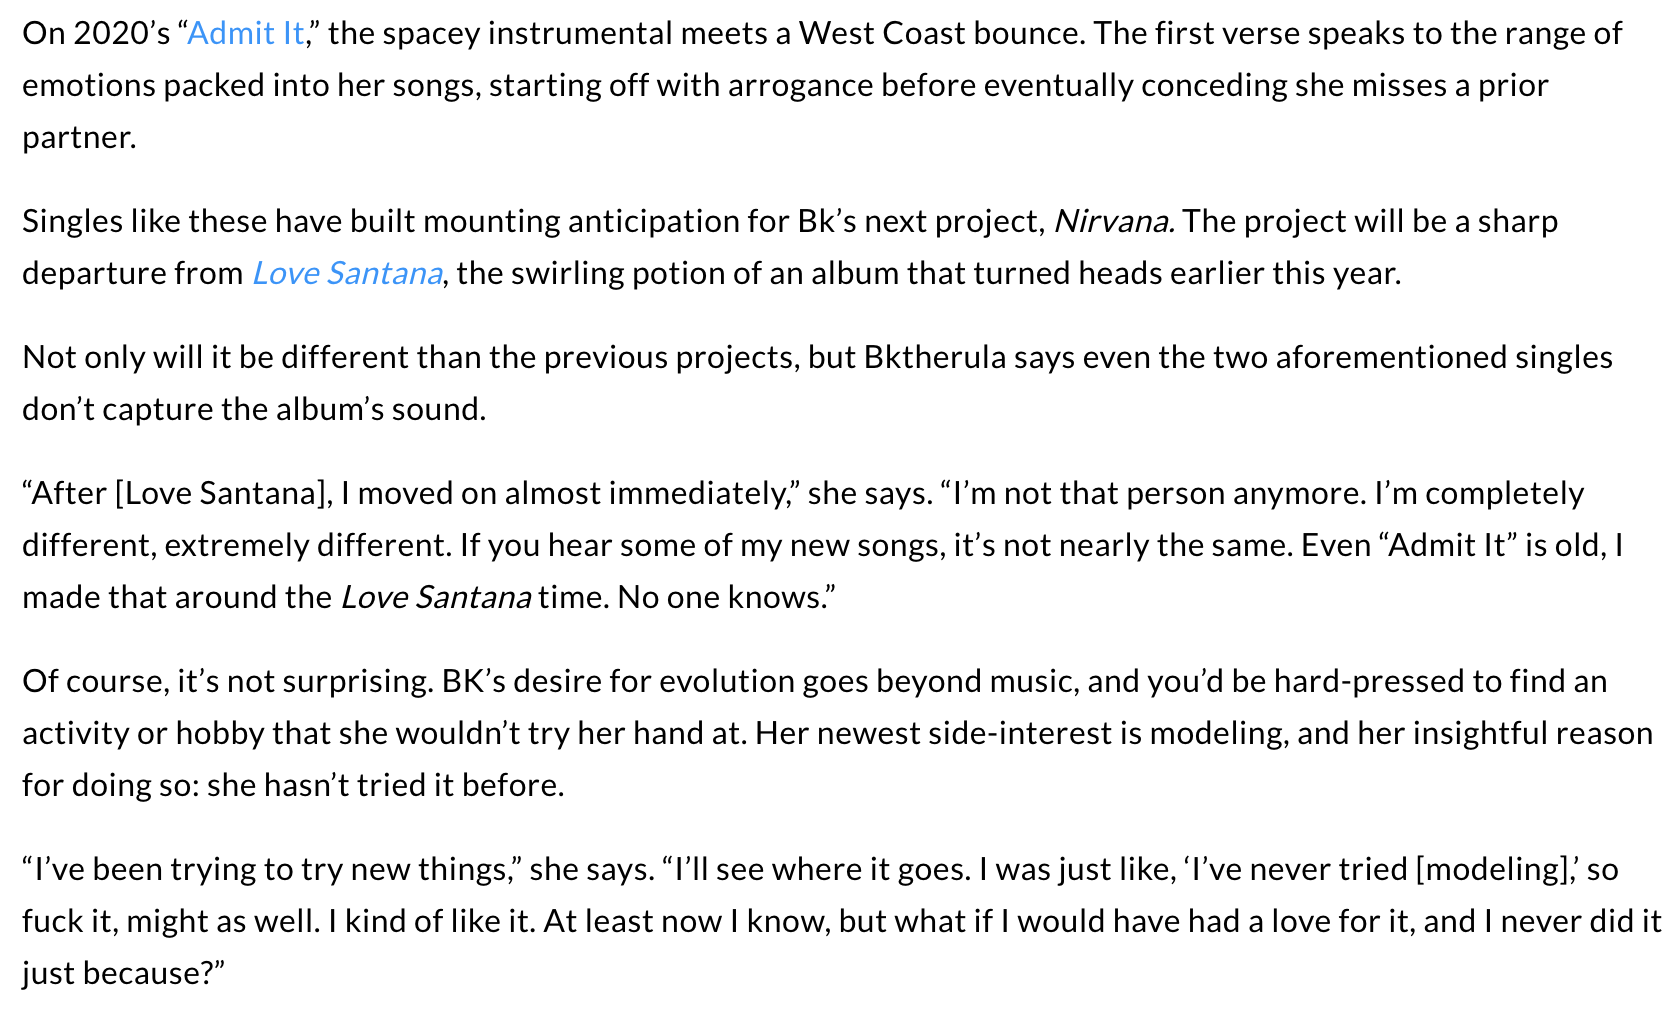 On 2020’s “Admit It,” the spacey instrumental meets a West Coast bounce. The first verse speaks to the range of
emotions packed into her songs, starting off with arrogance before eventually conceding she misses a prior
partner.
Singles like these have built mounting anticipation for Bk’s next project, Nirvana. The project will be a sharp
departure from Love Santana, the swirling potion of an album that turned heads earlier this year.
Not only will it be different than the previous projects, but Bktherula says even the two aforementioned singles
don’t capture the album’s sound.
“After [Love Santana], I moved on almost immediately,” she says. “I’m not that person anymore. I’m completely
different, extremely different. If you hear some of my new songs, it’s not nearly the same. Even “Admit It” is old, I
made that around the Love Santana time. No one knows.”
Of course, it’s not surprising. BK’s desire for evolution goes beyond music, and you’d be hard-pressed to find an
activity or hobby that she wouldn’t try her hand at. Her newest side-interest is modeling, and her insightful reason
for doing so: she hasn’t tried it before.
“I’ve been trying to try new things,” she says. “I’ll see where it goes. I was just like, ‘I’ve never tried [modeling],’ so
fuck it, might as well. I kind of like it. At least now I know, but what if I would have had a love for it, and I never did it
just because?”